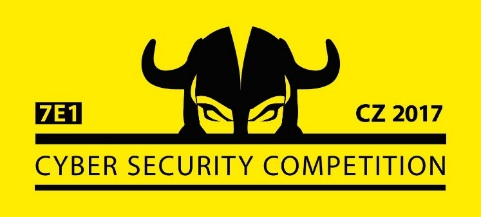 7E1
CZ 2017
CYBER SECURITY COMPETITION